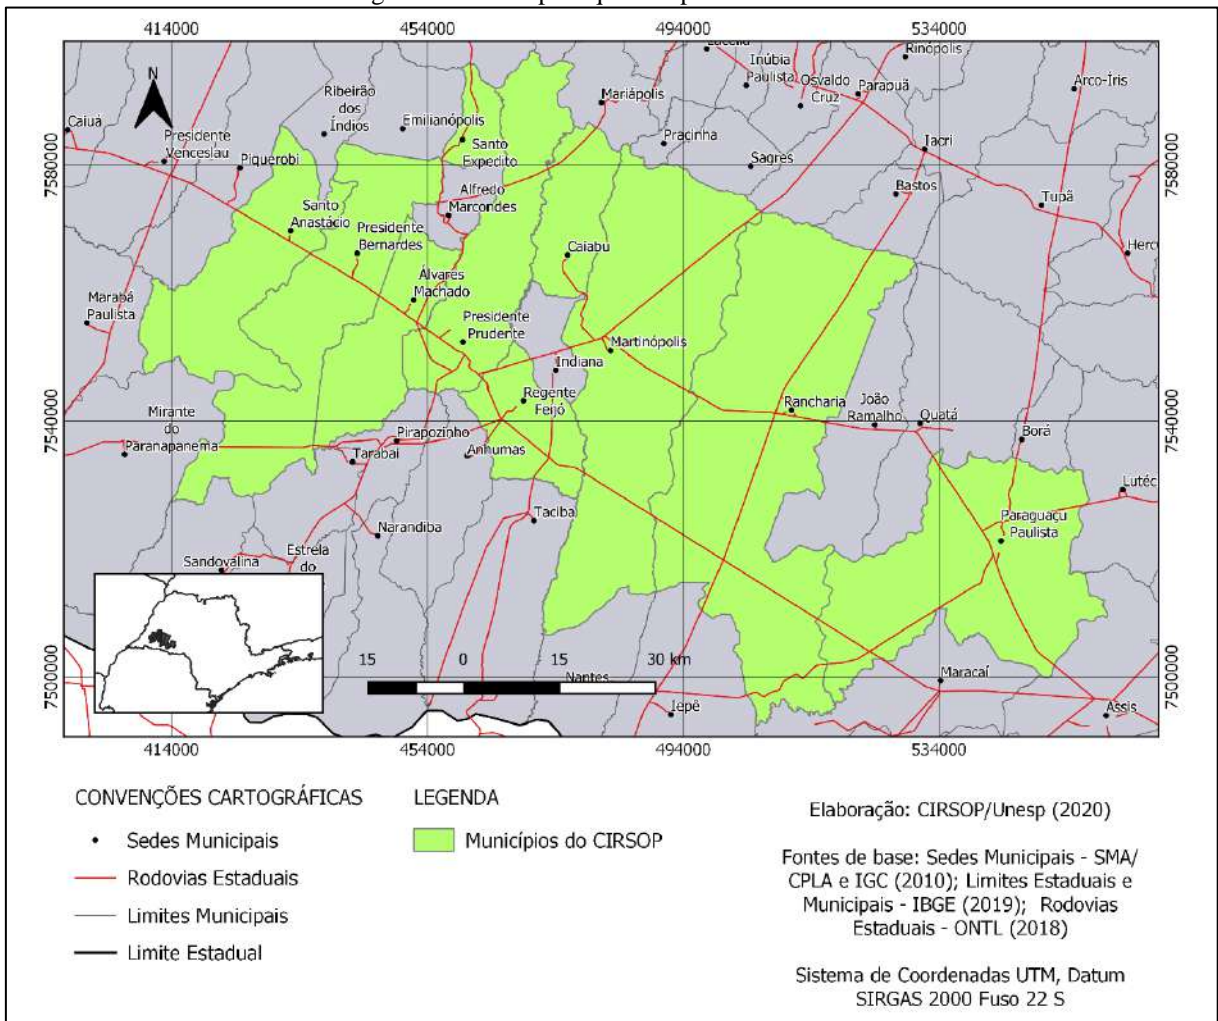 414000
454000
494000
534000
N
Ribeirão
dos
Índios
Emilianópolis
Mariápolis
Inúbia
Paulista
Osvaldo
Cruz
Parapuã
Rinópolis
Arco-Íris
Caiuá
Presidente
Venceslau
Piquerobi
Santo
Expedito
Pracinha
Sagres
Iacri
Bastos
Tupã
7580000
7580000
Alfredo
Marcondes
Santo
Anastácio
Presidente
Bernardes
Caiabu
Álvares
Machado
Marabá
Paulista
Presidente
Prudente
Indiana
Martinópolis
Regente
Feijó
Rancharia
João
Ramalho
Quatá
Borá
7540000
7540000
Mirante
do
Paranapanema
Pirapozinho
Tarabai
Anhumas
Taciba
Narandiba
Sandovalina
Estrela
do
Paraguaçu
Paulista
15
0
15
30 km
Nantes
Iepê
Maracaí
Assis
7500000
7500000
414000
454000
494000
534000
CONVENÇÕES CARTOGRÁFICAS
Sedes Municipais
Rodovias Estaduais
Limites Municipais
Limite Estadual
LEGENDA
Municípios do CIRSOP
Elaboração: CIRSOP/Unesp (2020)
Fontes de base: Sedes Municipais - SMA/
CPLA e IGC (2010); Limites Estaduais e
Municipais - IBGE (2019); Rodovias
Estaduais - ONTL (2018)
Sistema de Coordenadas UTM, Datum
SIRGAS 2000 Fuso 22 S